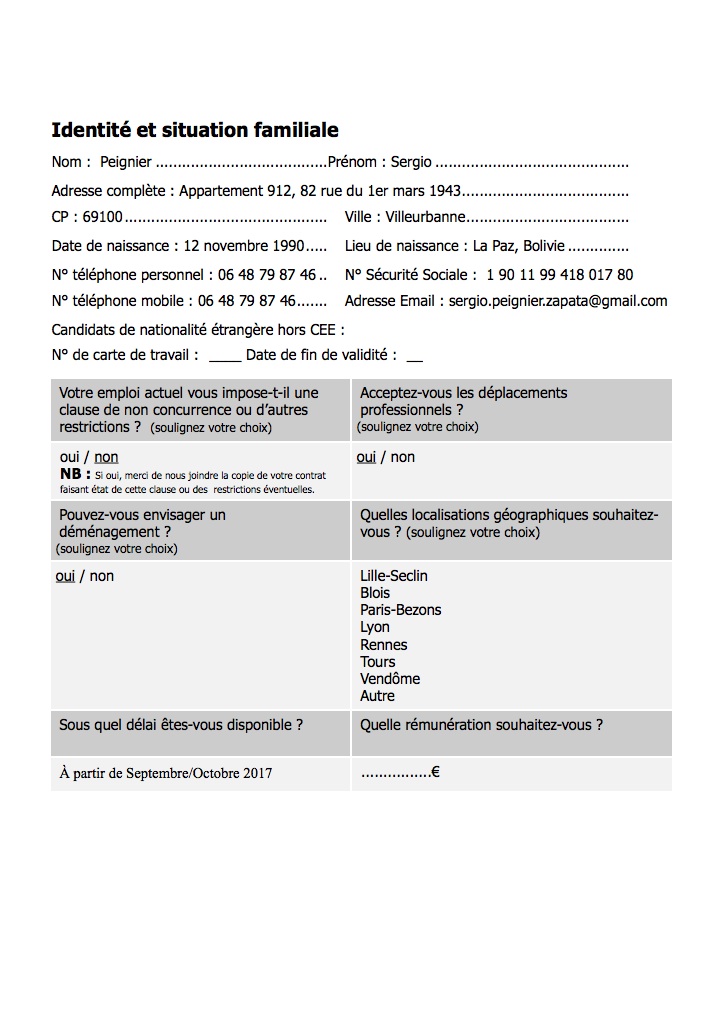 Identité et situation familiale
Nom :  Peignier .......................................Prénom : Sergio ............................................
Adresse complète : Appartement 912, 82 rue du 1er mars 1943......................................
CP : 69100.............................................. Ville : Villeurbanne.....................................
Date de naissance : 12 novembre 1990..... Lieu de naissance : La Paz, Bolivie ..............
N° téléphone personnel : 06 48 79 87 46 .. N° Sécurité Sociale :  1 90 11 99 418 017 80
N° téléphone mobile : 06 48 79 87 46....... Adresse Email : sergio.peignier.zapata@gmail.com
Candidats de nationalité étrangère hors CEE :
N° de carte de travail :  ____ Date de fin de validité :  __
Votre emploi actuel vous impose-t-il une
clause de non concurrence ou d'autres
restrictions ?  (soulignez votre choix)
Acceptez-vous les déplacements
professionnels ?
(soulignez votre choix)
oui / non
NB : Si oui, merci de nous joindre la copie de votre contrat
faisant état de cette clause ou des  restrictions éventuelles.
oui / non
Pouvez-vous envisager un
déménagement ?
(soulignez votre choix)
Quelles localisations géographiques souhaitez-
vous ? (soulignez votre choix)
oui / non
Lille-Seclin
Blois
Paris-Bezons
Lyon
Rennes
Tours
Vendôme
Autre
Sous quel délai êtes-vous disponible ?
Quelle rémunération souhaitez-vous ?
À partir de Septembre/Octobre 2017
................€